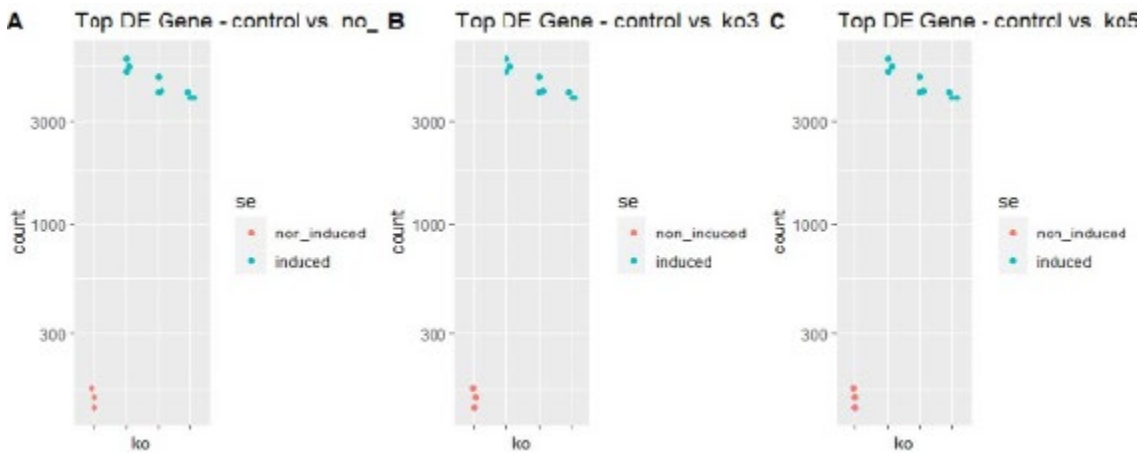 A Top DE Gene - control vs. no_
B Top DE Gene - control vs. ko3
C Top DE Gene - control vs. ko5
3000
1000
300
count
ko
se
non_induced
induced
3000
1000
300
count
ko
se
non_induced
induced
3000
1000
300
count
ko
se
non_induced
induced